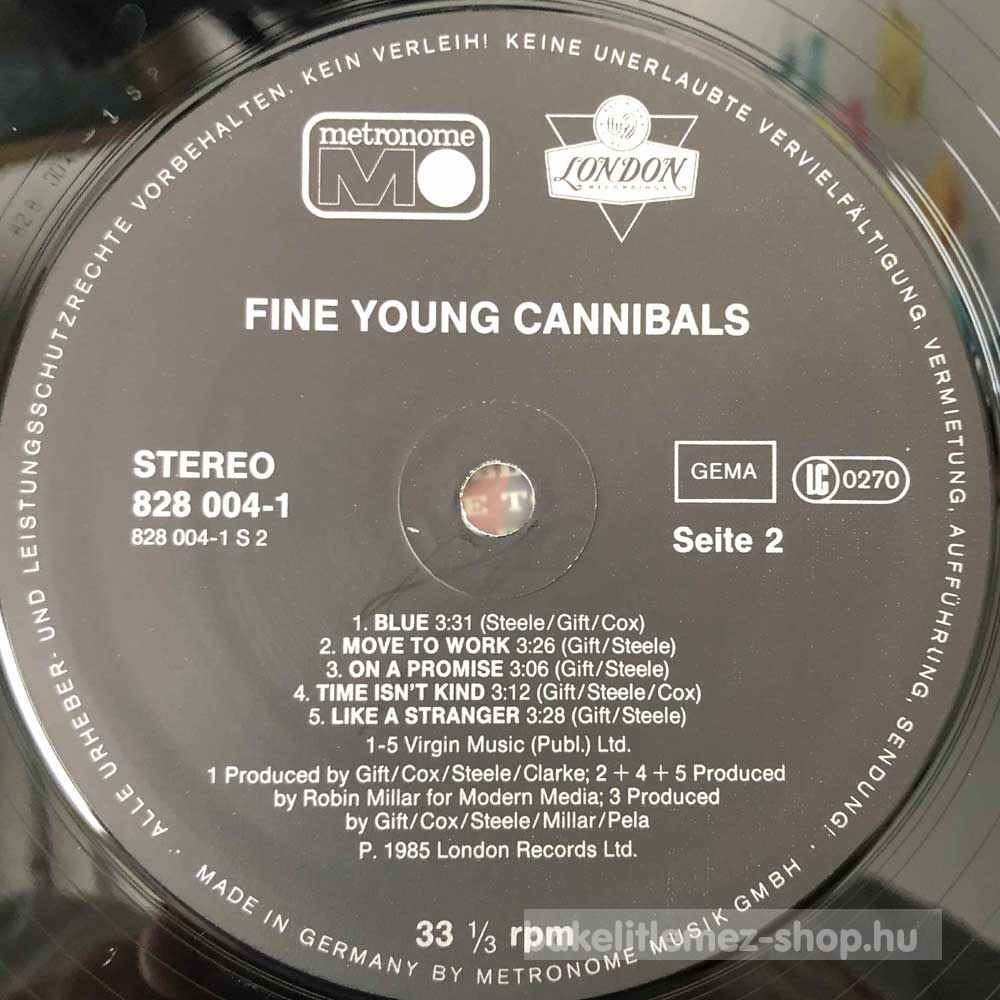 ALLE URHEBER- UND LEISTUNGSSCHUTZRECHTE VORBEHALTEN. KEIN VERLEIH! KEINE UNERLAUBTE VERVIELFÄLTIGUNG, VERMIETUNG, AUFFÜHRUNG, SENDUNG!
metronome
M
LONDON
RECORDINGS
FINE YOUNG CANNIBALS
STEREO
828 004-1
828 004-1 S 2
GEMA
LC 0270
Seite 2
1. BLUE 3:31 (Steele/Gift/Cox)
2. MOVE TO WORK 3:26 (Gift/Steele)
3. ON A PROMISE 3:06 (Gift/Steele)
4. TIME ISN'T KIND 3:12 (Gift/Steele/Cox)
5. LIKE A STRANGER 3:28 (Gift/Steele)
1-5 Virgin Music (Publ.) Ltd.
1 Produced by Gift/Cox/Steele/Clarke; 2 + 4 + 5 Produced
by Robin Millar for Modern Media; 3 Produced
by Gift/Cox/Steele/Millar/Pela
P. 1985 London Records Ltd.
33 1/3 rpm
MADE IN GERMANY BY METRONOME MUSIK GMBH
bakelitlemez-shop.hu